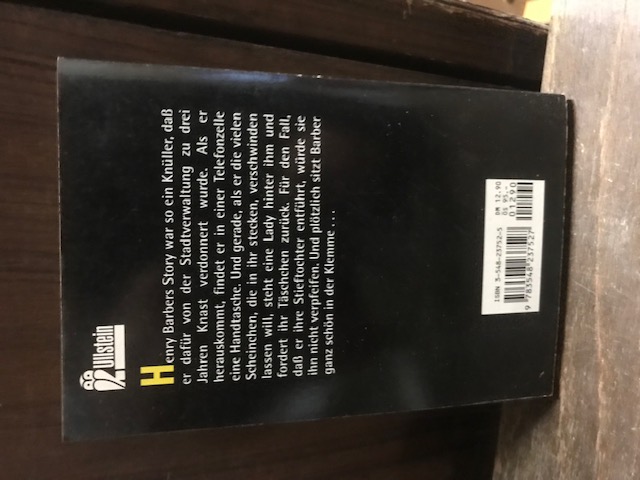 Ullstein
Henry Barbers Story war so ein Knüller, daß
er dafür von der Stadtverwaltung zu drei
Jahren Knast verdonnert wurde. Als er
herauskommt, findet er in einer Telefonzelle
eine Handtasche. Und gerade, als er die vielen
Scheinchen, die in ihr stecken, verschwinden
lassen will, steht eine Lady hinter ihm und
fordert ihr Täschchen zurück. Für den Fall,
daß er ihre Stieftochter entführt, würde sie
ihn nicht verpfeifen. Und plötzlich sitzt Barber
ganz schön in der Klemme . . . .
DM 12.90
ISBN 3-548-23752-5
01290
9 783548 237527